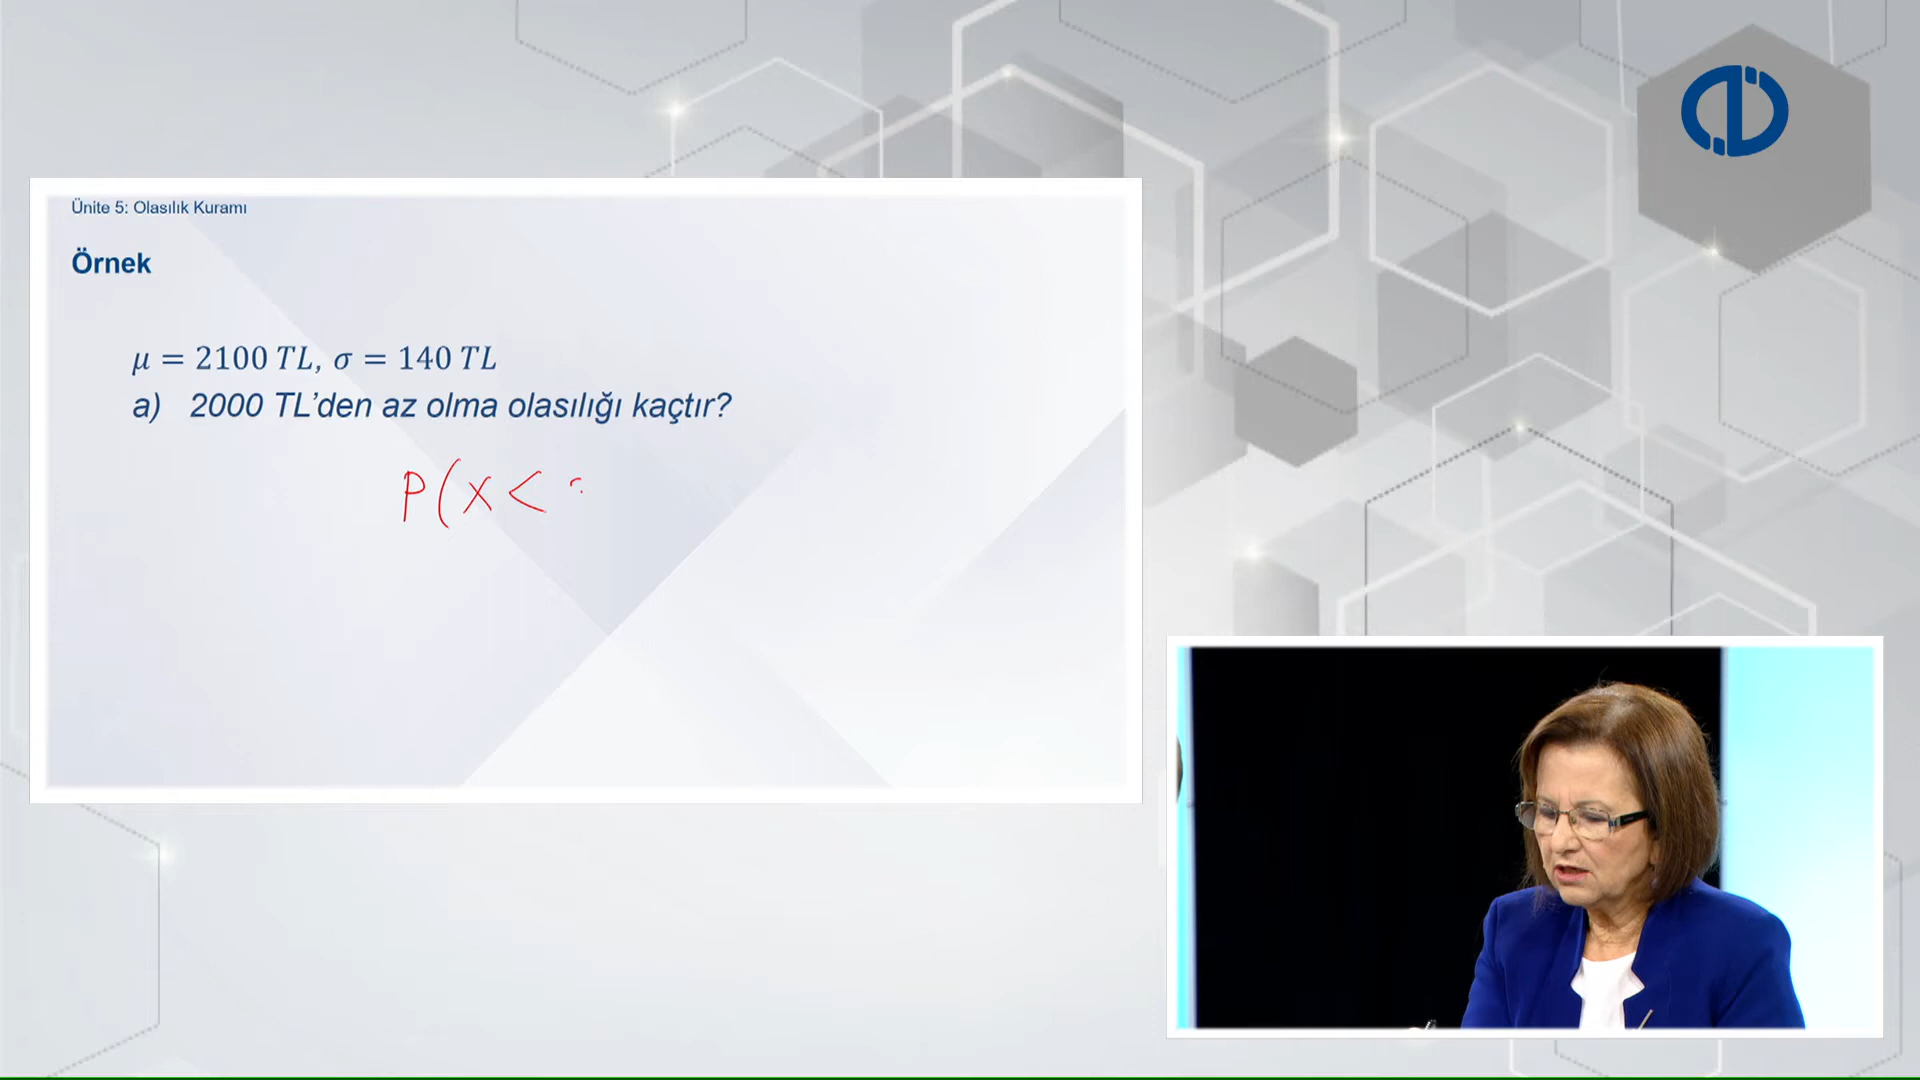 Ünite 5: Olasılık Kuramı
Örnek
μ = 2100 TL, σ = 140 TL
a) 2000 TL’den az olma olasılığı kaçtır?
P(x <